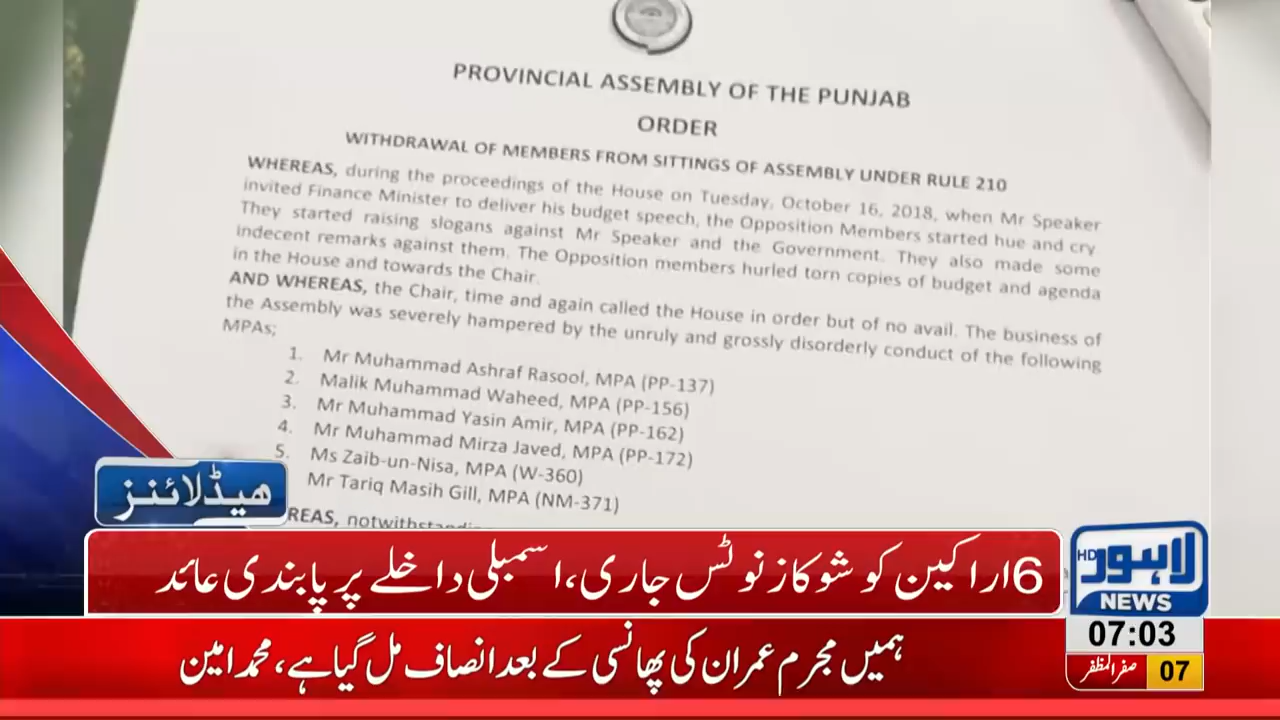 PROVINCIAL ASSEMBLY OF THE PUNJAB
ORDER
WITHDRAWAL OF MEMBERS FROM SITTINGS OF ASSEMBLY UNDER RULE 210
WHEREAS, during the proceedings of the House on Tuesday, October 16, 2018, when Mr Speaker
invited Finance Minister to deliver his budget speech, the Opposition Members started hue and cry.
They started raising slogans against Mr Speaker and the Government. They also made some
indecent remarks against them. The Opposition members hurled torn copies of budget and agenda
in the House and towards the Chair.
AND WHEREAS, the Chair, time and again called the House in order but of no avail. The business of
the Assembly was severely hampered by the unruly and grossly disorderly conduct of the following
MPAs;
1. Mr Muhammad Ashraf Rasool, MPA (PP-137)
2. Malik Muhammad Waheed, MPA (PP-156)
3. Mr Muhammad Yasin Amir, MPA (PP-162)
4. Mr Muhammad Mirza Javed, MPA (PP-172)
5. Ms Zaib-un-Nisa, MPA (W-360)
Mr Tariq Masih Gill, MPA (NM-371)
REAS, notwithstandi
ہیڈلائنز
6اراکین کو شوکاز نوٹس جاری،اسمبلی داخلے پر پابندی عائد
ہمیں مجرم عمران کی پھانسی کے بعد انصاف مل گیا ہے، محمد امین
لاہور HD
NEWS
07:03
صفرالمظفر 07